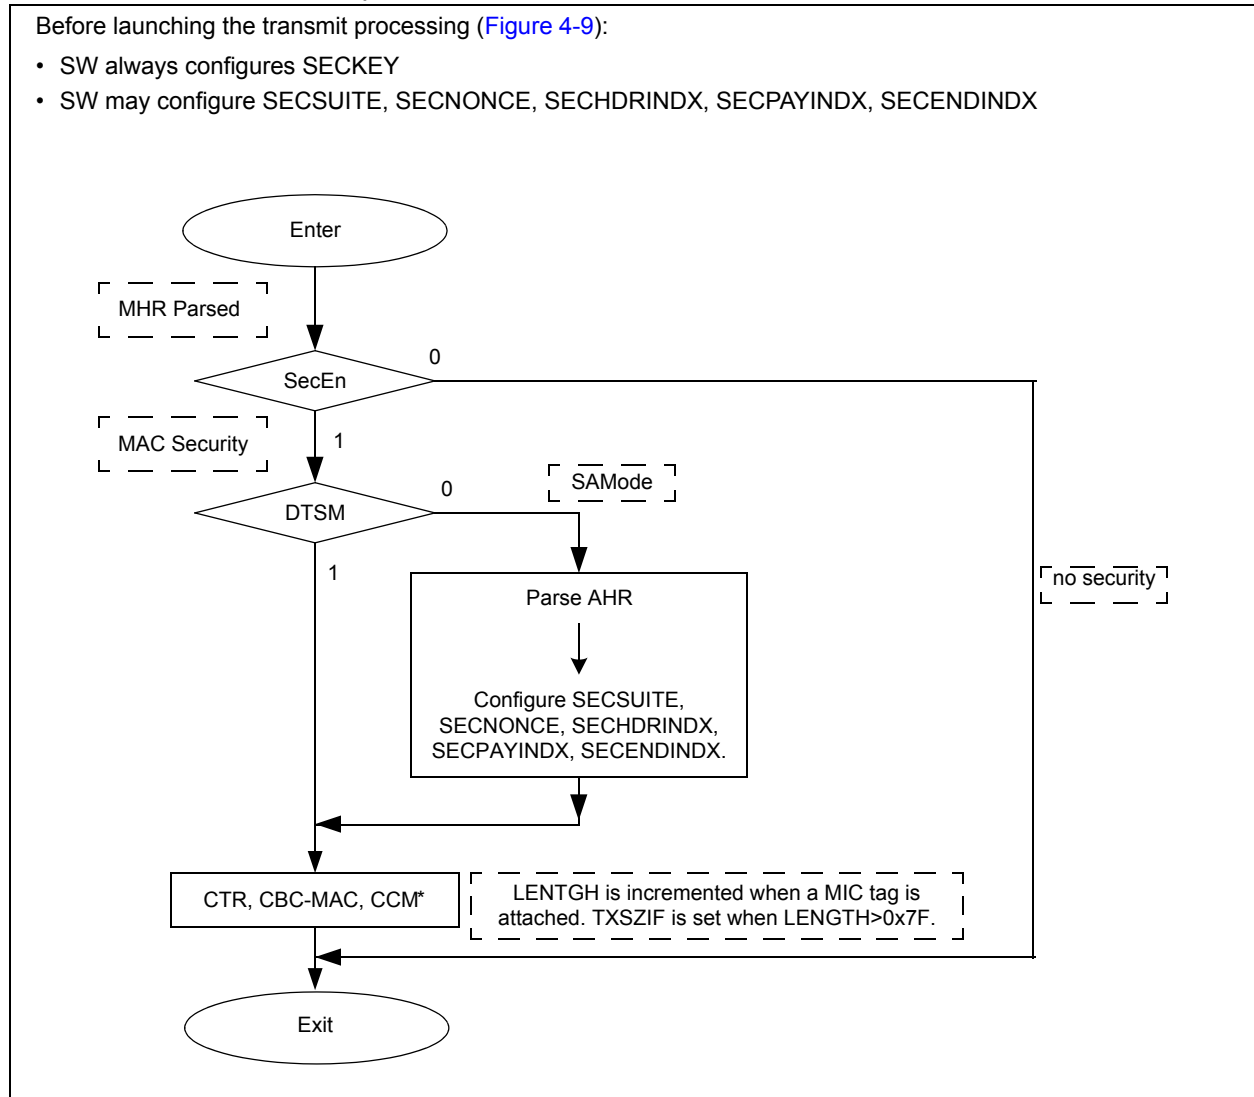 Before launching the transmit processing (Figure 4-9):
• SW always configures SECKEY
• SW may configure SECSUITE, SECNONCE, SECHDRINDX, SECPAYINDX, SECENDINDX
Enter
MHR Parsed
0
SecEn
MAC Security
1
0
SAMode
DTSM
1
no security
Parse AHR
Configure SECSUITE,
SECNONCE, SECHDRINDX,
SECPAYINDX, SECENDINDX.
CTR, CBC-MAC, CCM*
LENTGH is incremented when a MIC tag is
attached. TXSZIF is set when LENGTH>0x7F.
Exit